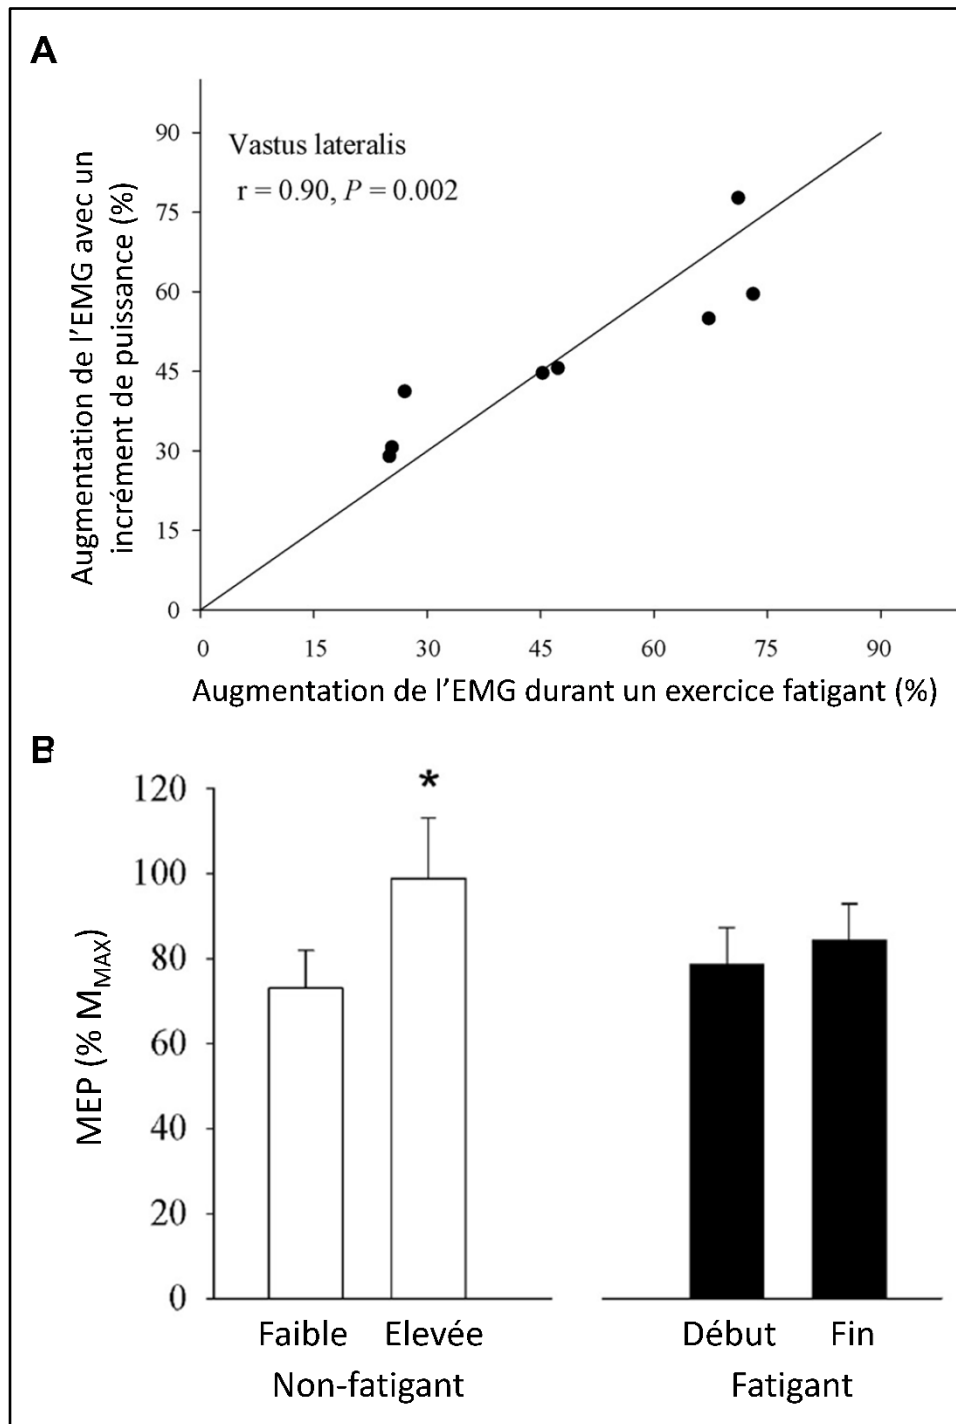 A
Augmentation de l'EMG avec un
incrément de puissance (%)
Vastus lateralis
r = 0.90, P = 0.002
90
75
60
45
30
15
0
0 15 30 45 60 75 90
Augmentation de l'EMG durant un exercice fatigant (%)
B
MEP (% MMAX)
*
120
100
80
60
40
20
0
Faible Elevée Début Fin
Non-fatigant Fatigant